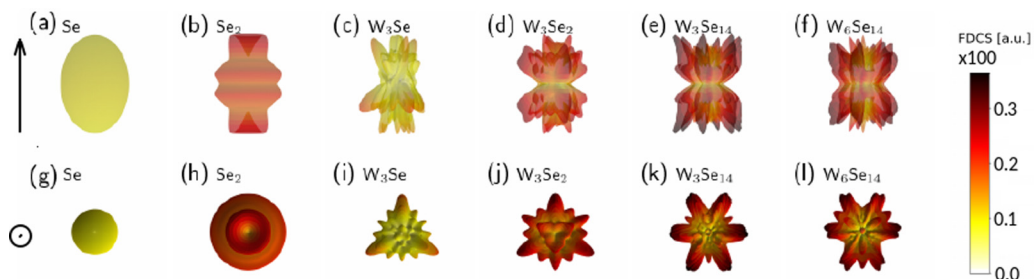 (a) Se
(b) Se₂
(c) W₃Se
(d) W₃Se₂
(e) W₃Se₁₄
(f) W₆Se₁₄
FDCS [a.u.]
x100
0.3
0.2
0.1
0.0
(g) Se
(h) Se₂
(i) W₃Se
(j) W₃Se₂
(k) W₃Se₁₄
(l) W₆Se₁₄